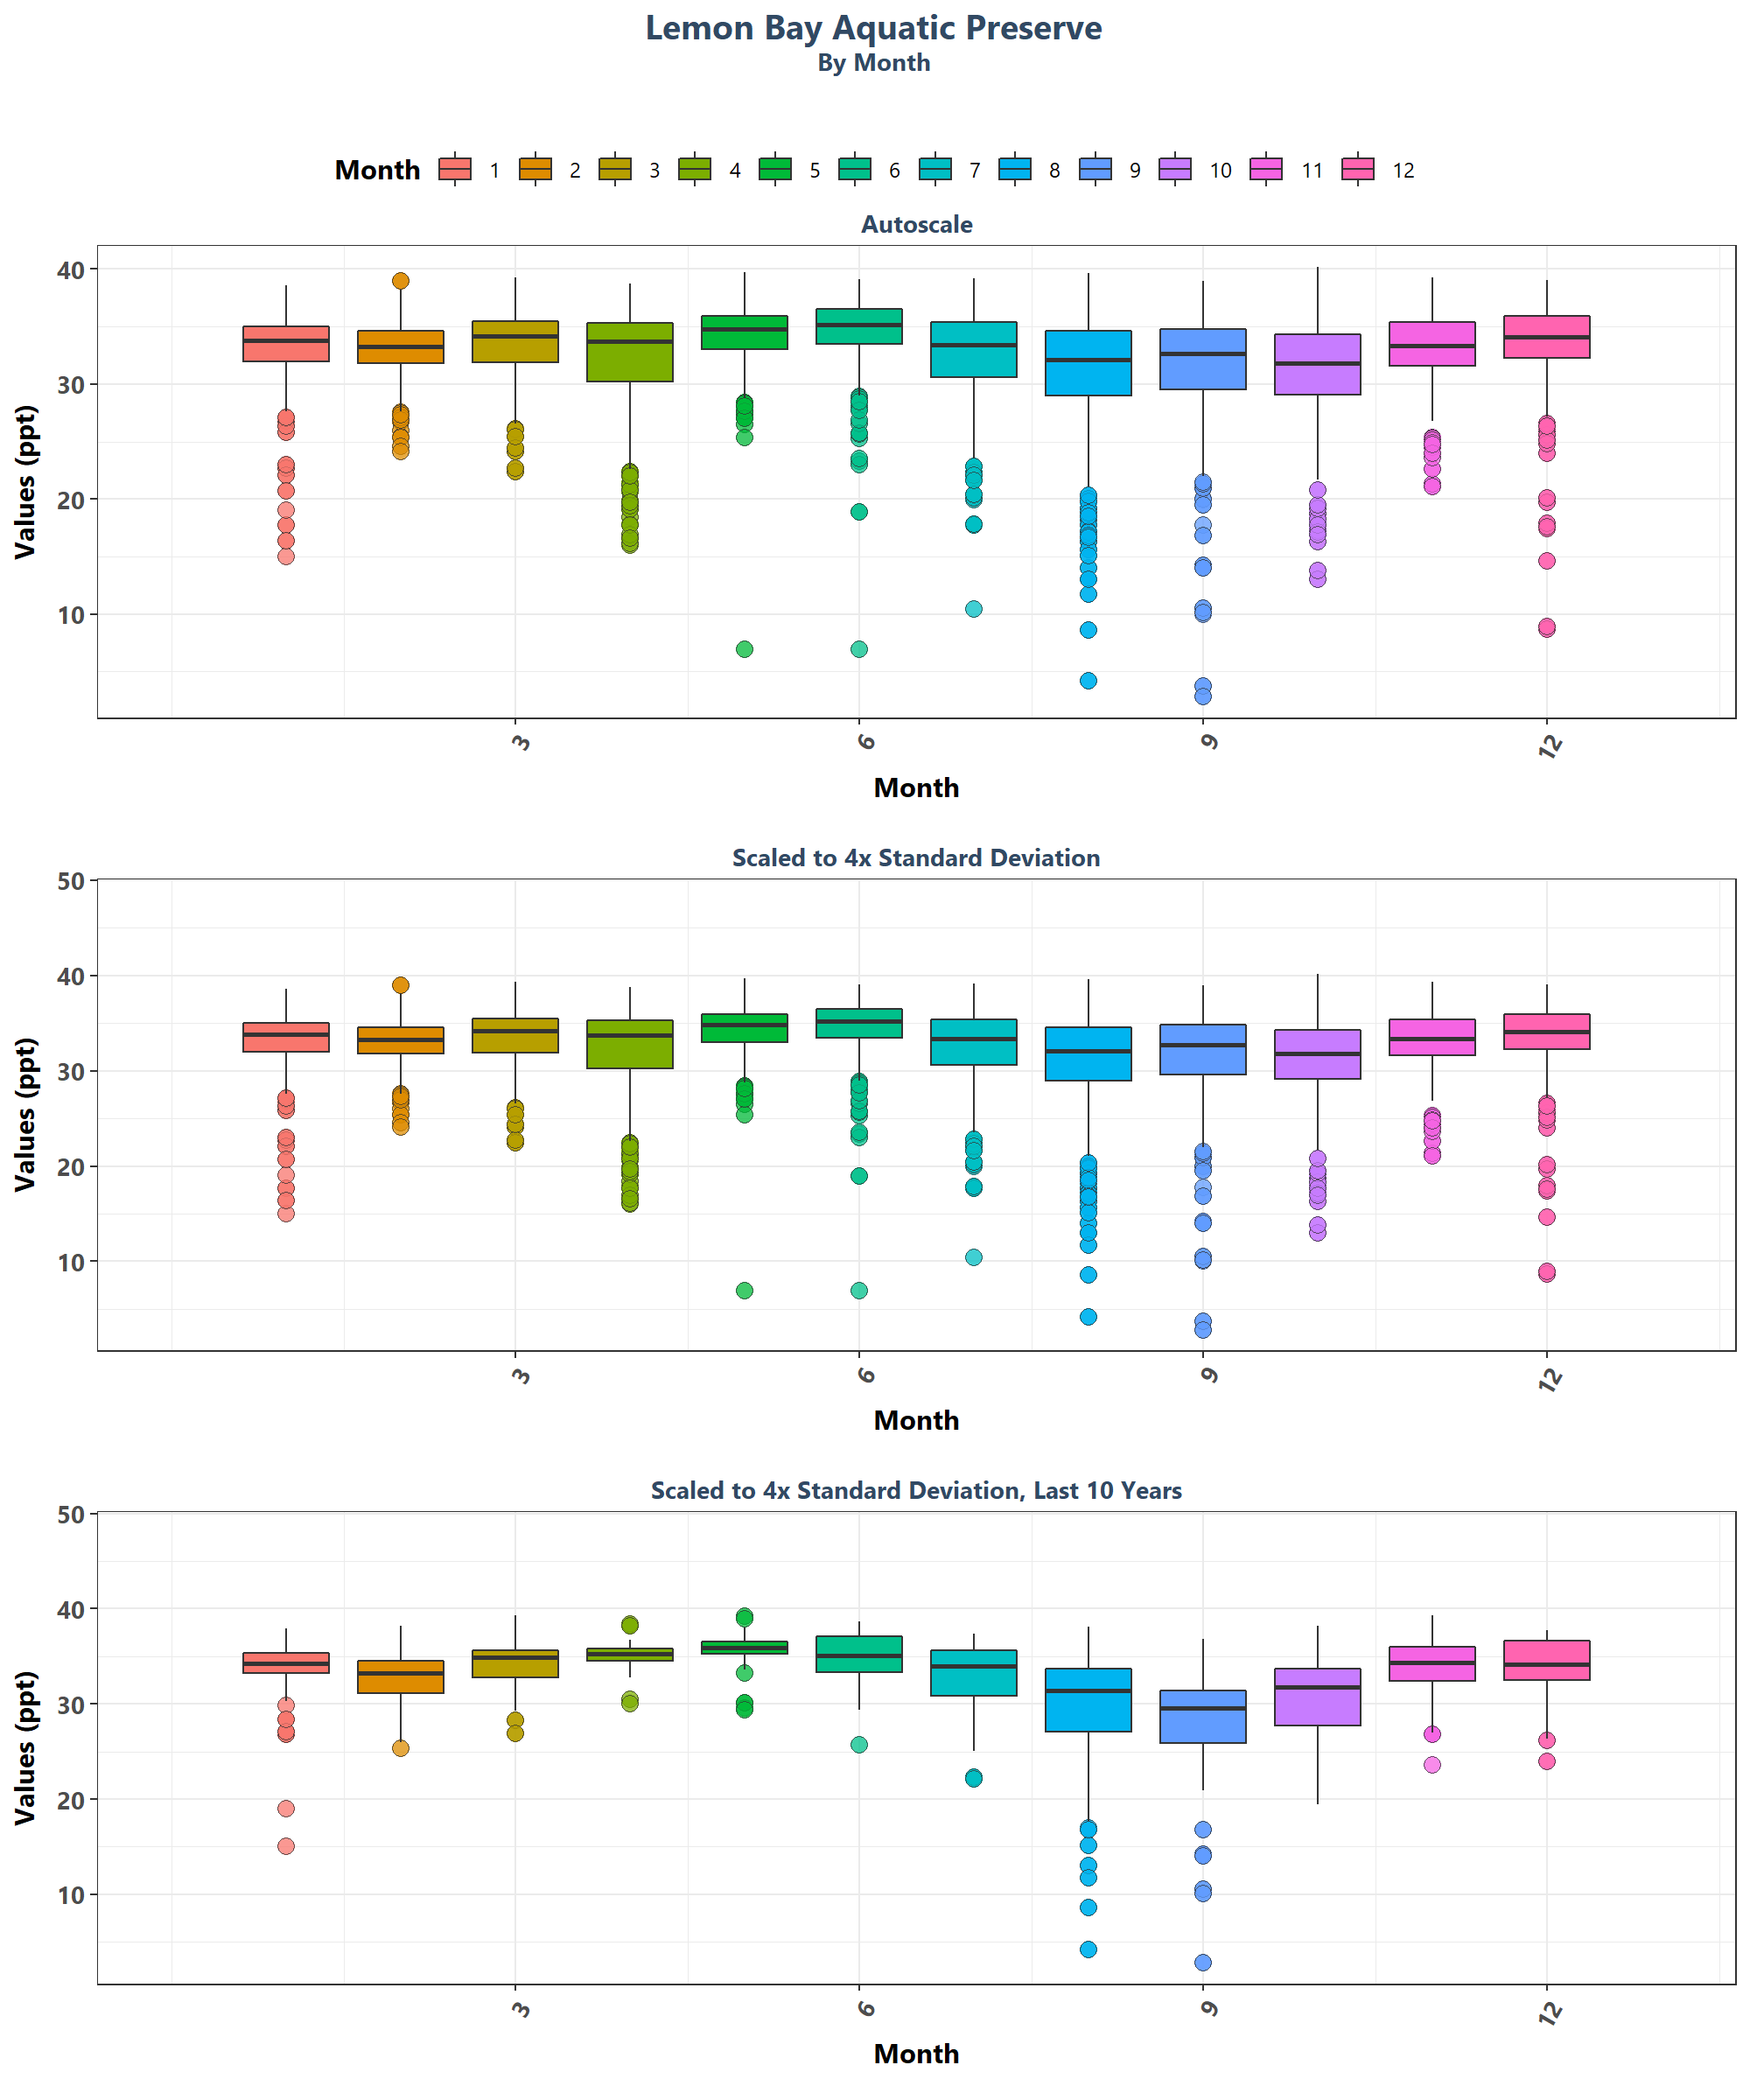 Lemon Bay Aquatic Preserve
By Month
Month 1 2 3 4 5 6 7 8 9 10 11 12
Autoscale
Values (ppt)
40
30
20
10
3 6 9 12
Month
Scaled to 4x Standard Deviation
Values (ppt)
50
40
30
20
10
3 6 9 12
Month
Scaled to 4x Standard Deviation, Last 10 Years
Values (ppt)
50
40
30
20
10
3 6 9 12
Month